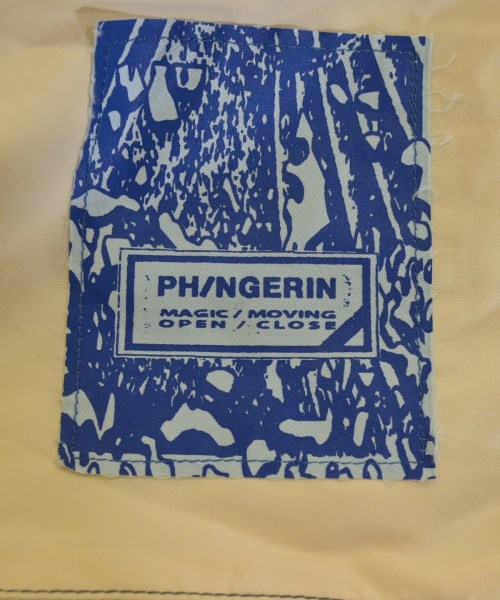 PH/NGERIN
MAGIC / MOVING
OPEN / CLOSE